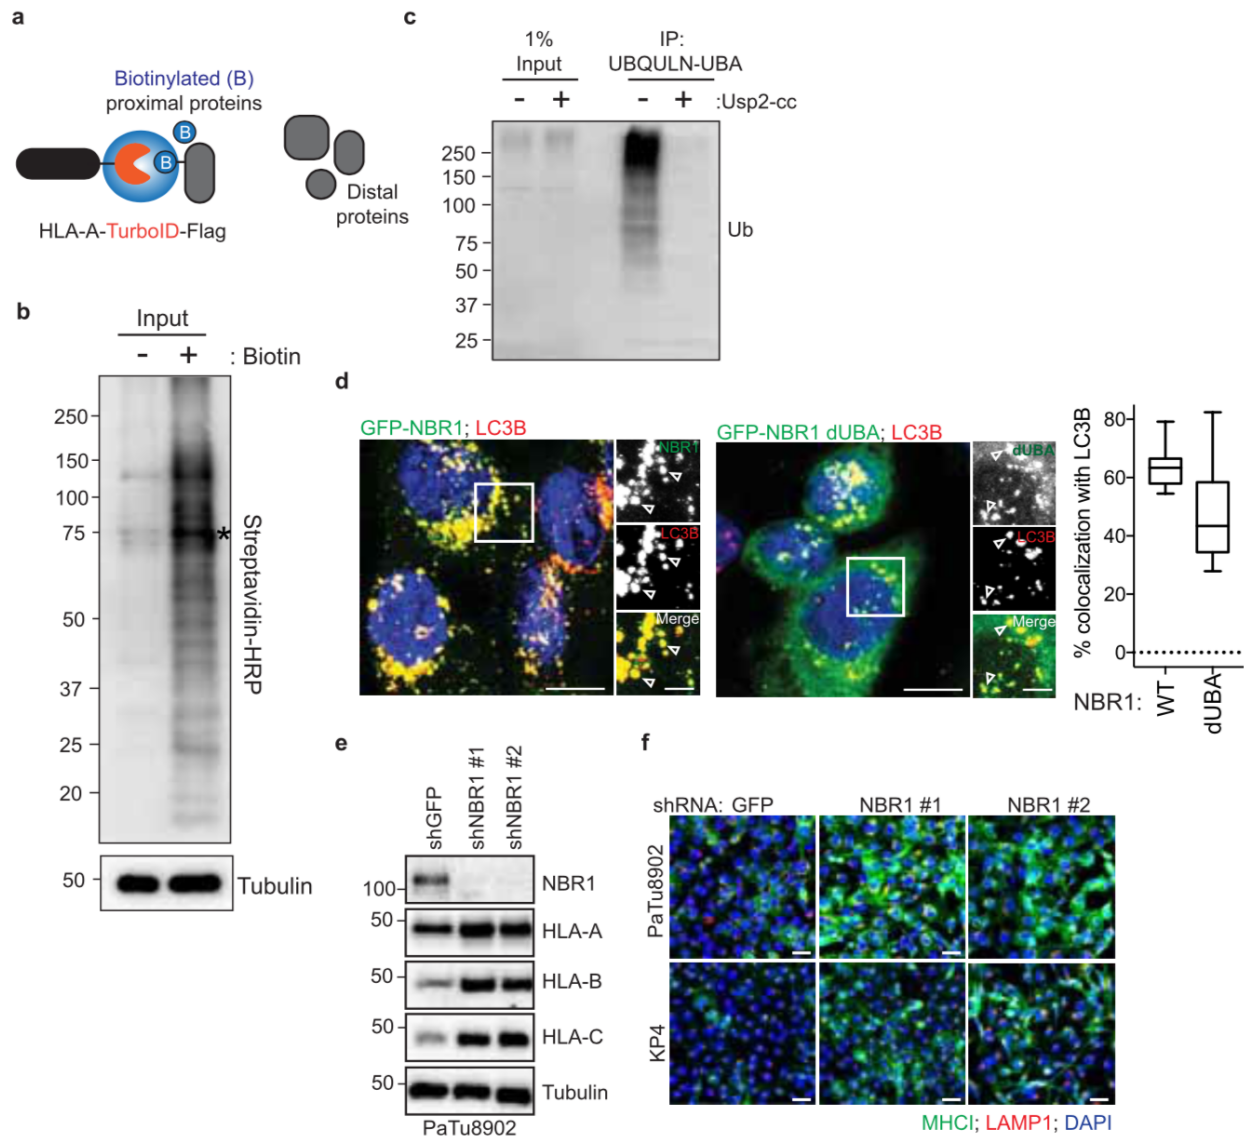 a
Biotinylated (B)
proximal proteins
B
B
Distal
proteins
HLA-A-TurboID-Flag
b
Input
- + : Biotin
250
150
100
75
*
50
37
25
20
Streptavidin-HRP
50
Tubulin
c
1%
Input
IP:
UBQULN-UBA
- + - + :Usp2-cc
250
150
100
75
50
37
25
Ub
d
GFP-NBR1; LC3B
NBR1
LC3B
Merge
GFP-NBR1 dUBA; LC3B
dUBA
LC3B
Merge
% colocalization with LC3B
80
60
40
20
0
NBR1:
WT
dUBA
e
shGFP
shNBR1 #1
shNBR1 #2
100
NBR1
50
HLA-A
50
HLA-B
50
HLA-C
50
Tubulin
PaTu8902
f
shRNA: GFP
NBR1 #1
NBR1 #2
PaTu8902
KP4
MHCI; LAMP1; DAPI